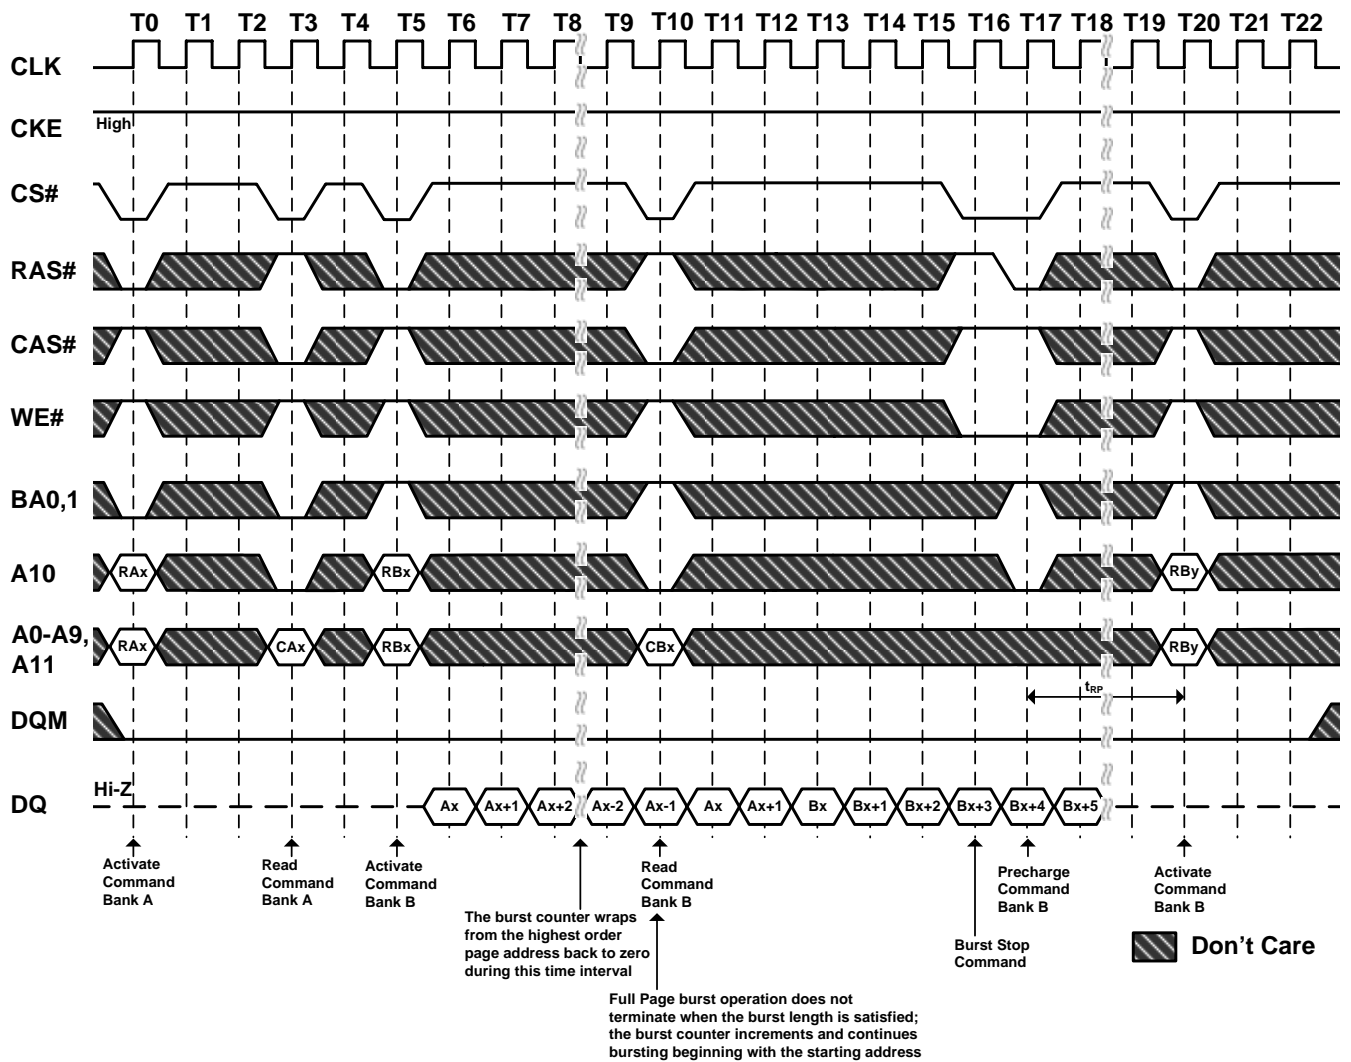 T0 T1 T2 T3 T4 T5 T6 T7 T8 T9 T10 T11 T12 T13 T14 T15 T16 T17 T18 T19 T20 T21 T22
CLK
CKE
High
CS#
RAS#
CAS#
WE#
BA0,1
A10
RAx RBx RBy
A0-A9,
A11
RAx CAx RBx CBx RBy
tRP
DQM
DQ
Hi-Z
Ax Ax+1 Ax+2 Ax-2 Ax-1 Ax Ax+1 Bx Bx+1 Bx+2 Bx+3 Bx+4 Bx+5
Activate
Command
Bank A
Read
Command
Bank A
Activate
Command
Bank B
The burst counter wraps
from the highest order
page address back to zero
during this time interval
Read
Command
Bank B
Full Page burst operation does not
terminate when the burst length is satisfied;
the burst counter increments and continues
bursting beginning with the starting address
Burst Stop
Command
Precharge
Command
Bank B
Activate
Command
Bank B
Don't Care